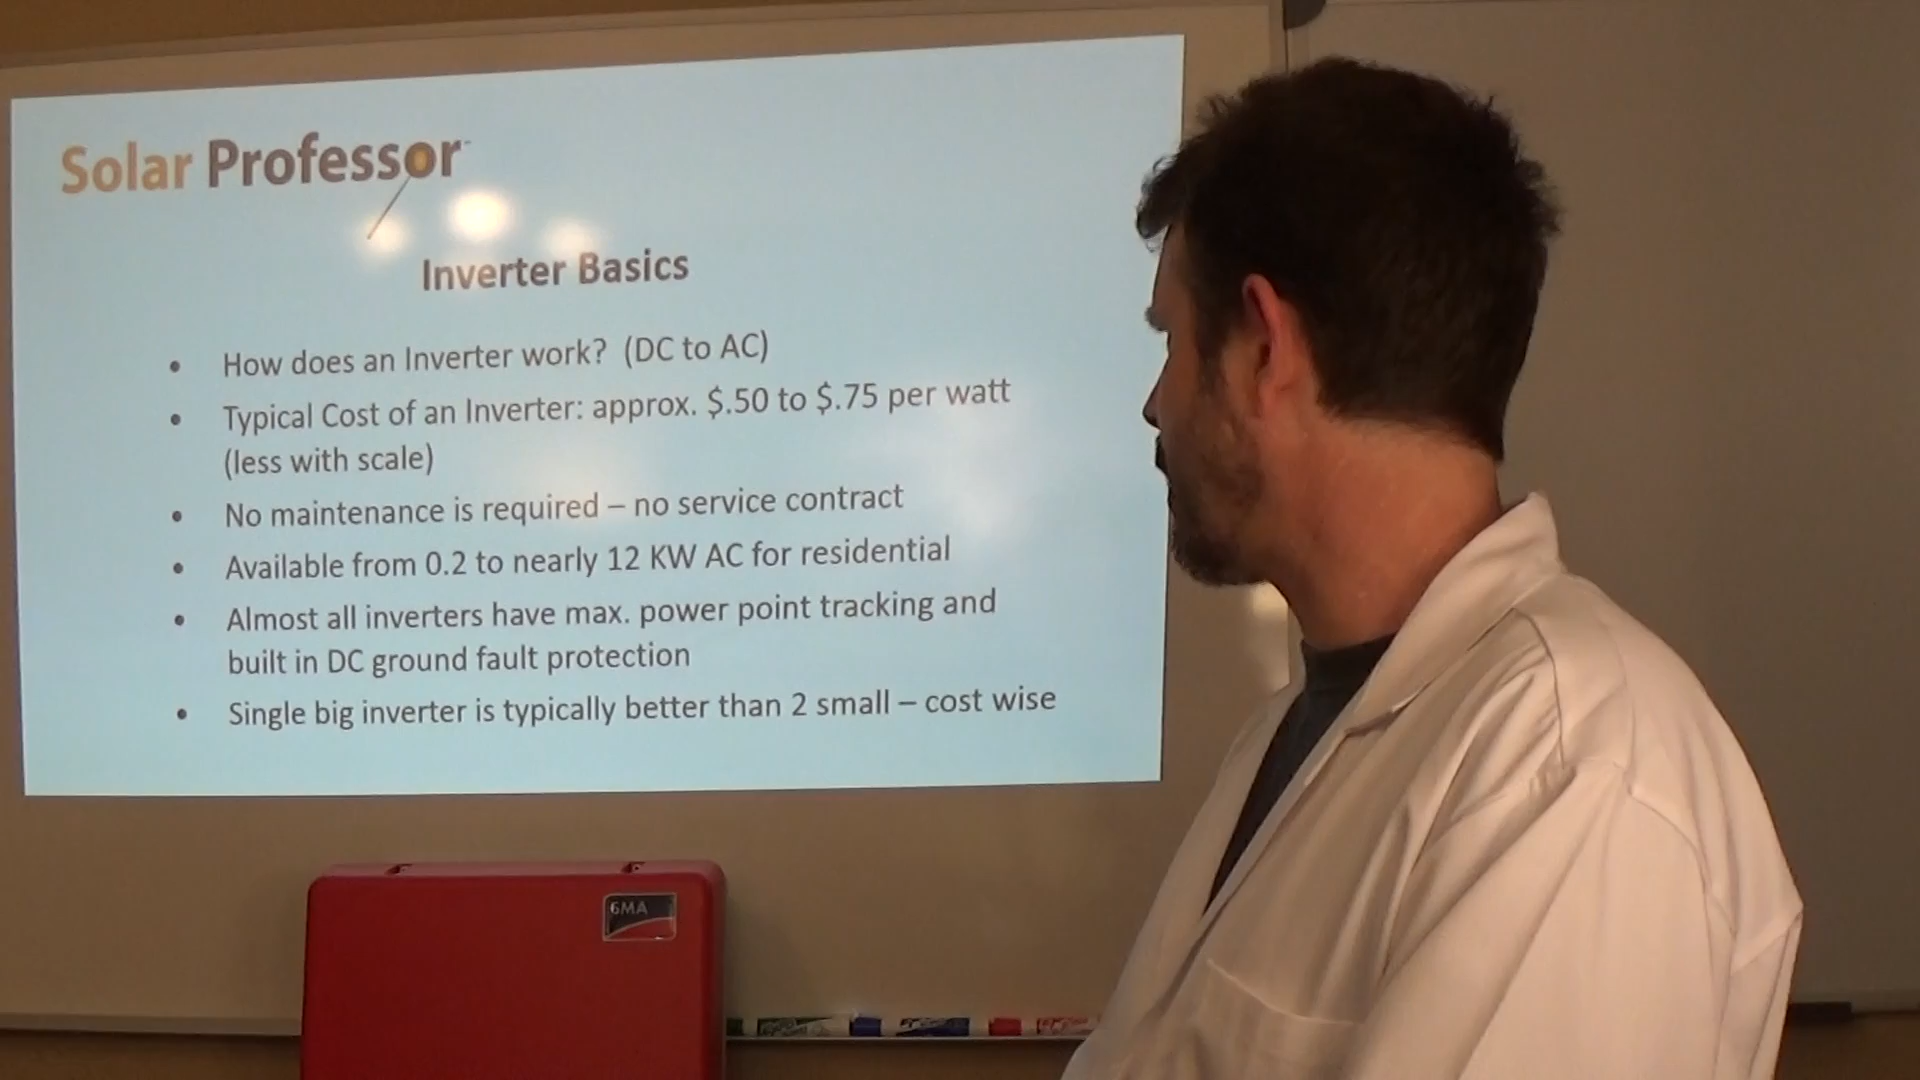 Solar Professor
Inverter Basics
• How does an Inverter work? (DC to AC)
• Typical Cost of an Inverter: approx. $.50 to $.75 per watt
(less with scale)
• No maintenance is required – no service contract
• Available from 0.2 to nearly 12 KW AC for residential
• Almost all inverters have max. power point tracking and
built in DC ground fault protection
• Single big inverter is typically better than 2 small – cost wise
SMA